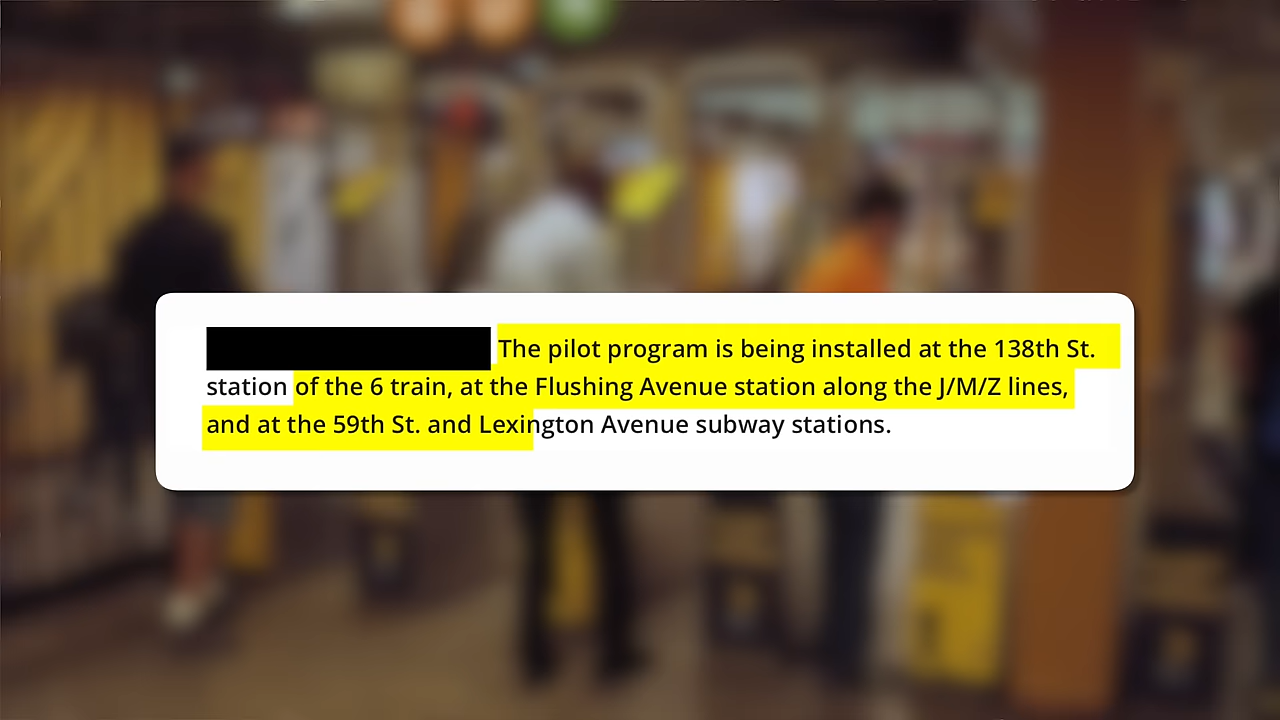 The pilot program is being installed at the 138th St.
station of the 6 train, at the Flushing Avenue station along the J/M/Z lines,
and at the 59th St. and Lexington Avenue subway stations.